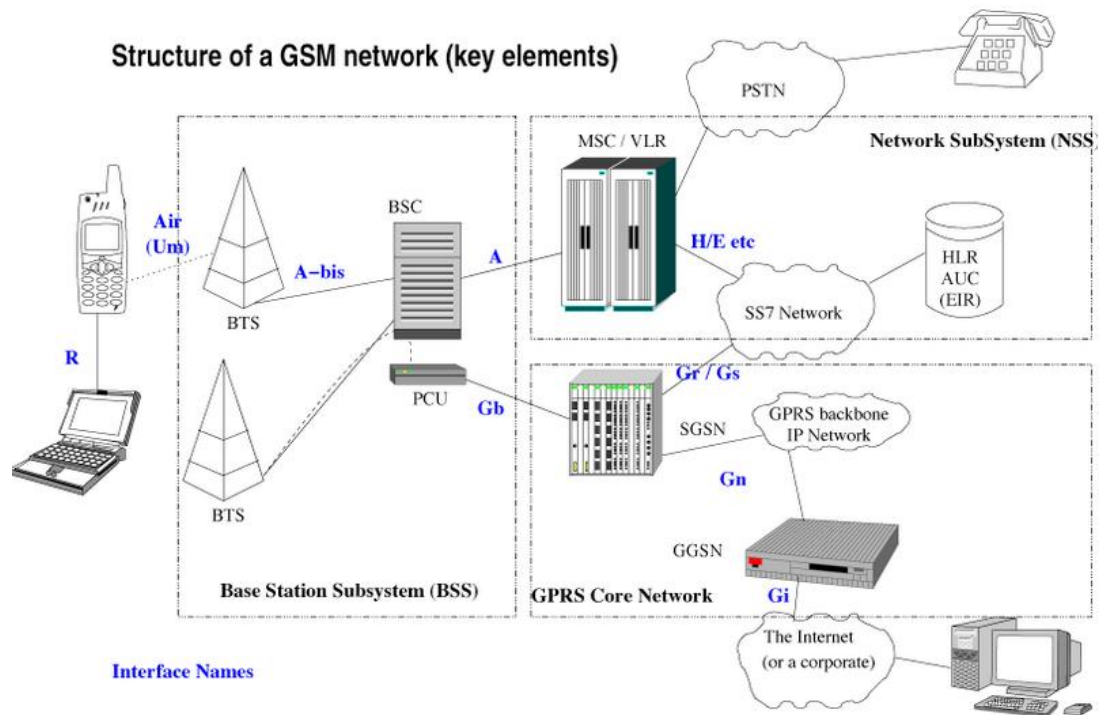 Structure of a GSM network (key elements)
PSTN
MSC / VLR
Network SubSystem (NSS)
BSC
Air
(Um)
A-bis
A
H/E etc
HLR
AUC
(EIR)
BTS
SS7 Network
R
PCU
Gb
Gr / Gs
SGSN
GPRS backbone
IP Network
Gn
BTS
GGSN
Base Station Subsystem (BSS)
GPRS Core Network
Gi
The Internet
(or a corporate)
Interface Names